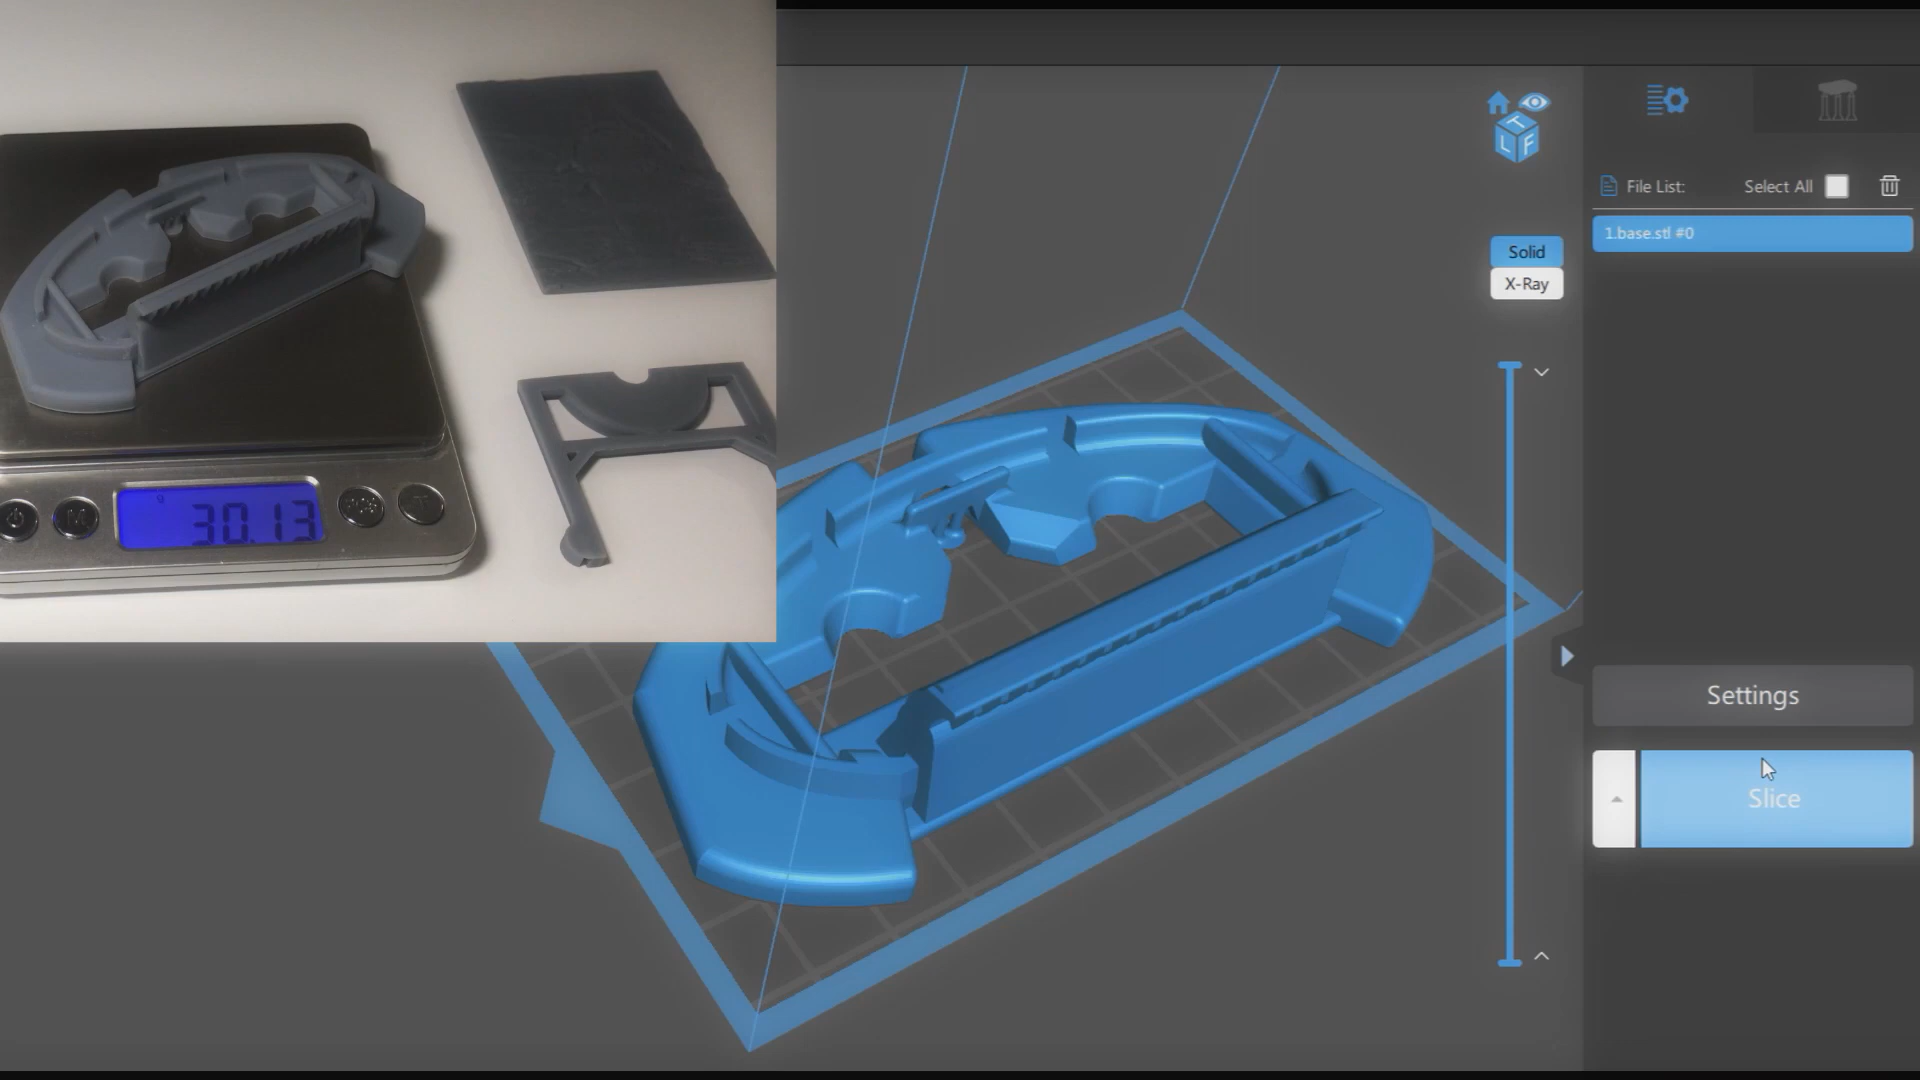 M
30.13
T
T
L F
File List: Select All
1.base.stl #0
Solid
X-Ray
Settings
Slice